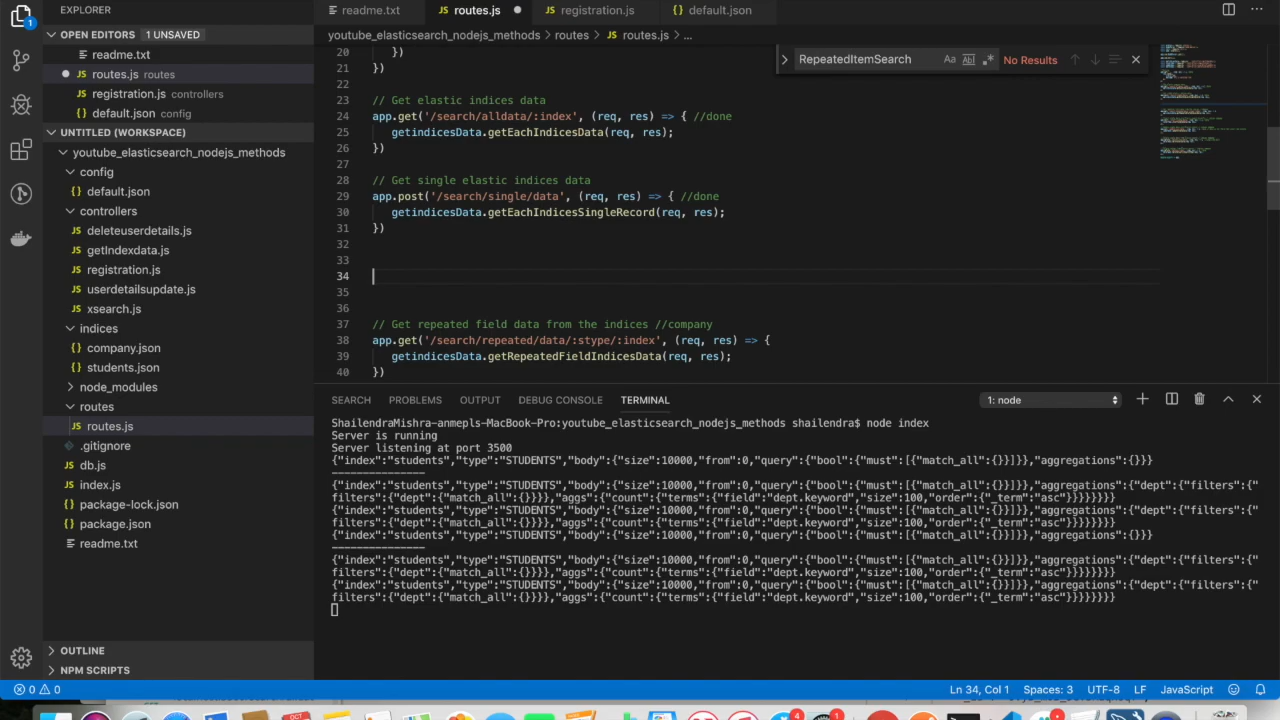 EXPLORER
OPEN EDITORS 1 UNSAVED
readme.txt
JS routes.js routes
JS registration.js controllers
{} default.json config
UNTITLED (WORKSPACE)
youtube_elasticsearch_nodejs_methods
config
{} default.json
controllers
JS deleteuserdetails.js
JS getIndexdata.js
JS registration.js
JS userdetailsupdate.js
JS xsearch.js
indices
{} company.json
{} students.json
node_modules
routes
JS routes.js
.gitignore
JS db.js
JS index.js
{} package-lock.json
{} package.json
readme.txt
OUTLINE
NPM SCRIPTS
readme.txt
JS routes.js
JS registration.js
{} default.json
youtube_elasticsearch_nodejs_methods > routes > JS routes.js > ...
RepeatedItemSearch Aa Abl No Results
20 })
21 })
22
23 // Get elastic indices data
24 app.get('/search/alldata/:index', (req, res) => { //done
25 getindicesData.getEachIndicesData(req, res);
26 })
27
28 // Get single elastic indices data
29 app.post('/search/single/data', (req, res) => { //done
30 getindicesData.getEachIndicesSingleRecord(req, res);
31 })
32
33
34
35
36
37 // Get repeated field data from the indices //company
38 app.get('/search/repeated/data/:stype/:index', (req, res) => {
39 getindicesData.getRepeatedFieldIndicesData(req, res);
40 })
SEARCH PROBLEMS OUTPUT DEBUG CONSOLE TERMINAL 1: node
ShailendraMishra-anmepls-MacBook-Pro:youtube_elasticsearch_nodejs_methods shailendra$ node index
Server is running
Server listening at port 3500
{"index":"students","type":"STUDENTS","body":{"size":10000,"from":0,"query":{"bool":{"must":[{"match_all":{}}]}},"aggregations":{}}}
---------------
{"index":"students","type":"STUDENTS","body":{"size":10000,"from":0,"query":{"bool":{"must":[{"match_all":{}}]}},"aggregations":{"dept":{"filters":{"
filters":{"dept":{"match_all":{}}}},"aggs":{"count":{"terms":{"field":"dept.keyword","size":100,"order":{"_term":"asc"}}}}}}}}
{"index":"students","type":"STUDENTS","body":{"size":10000,"from":0,"query":{"bool":{"must":[{"match_all":{}}]}},"aggregations":{"dept":{"filters":{"
filters":{"dept":{"match_all":{}}}},"aggs":{"count":{"terms":{"field":"dept.keyword","size":100,"order":{"_term":"asc"}}}}}}}}
{"index":"students","type":"STUDENTS","body":{"size":10000,"from":0,"query":{"bool":{"must":[{"match_all":{}}]}},"aggregations":{}}}
---------------
{"index":"students","type":"STUDENTS","body":{"size":10000,"from":0,"query":{"bool":{"must":[{"match_all":{}}]}},"aggregations":{"dept":{"filters":{"
filters":{"dept":{"match_all":{}}}},"aggs":{"count":{"terms":{"field":"dept.keyword","size":100,"order":{"_term":"asc"}}}}}}}}
{"index":"students","type":"STUDENTS","body":{"size":10000,"from":0,"query":{"bool":{"must":[{"match_all":{}}]}},"aggregations":{"dept":{"filters":{"
filters":{"dept":{"match_all":{}}}},"aggs":{"count":{"terms":{"field":"dept.keyword","size":100,"order":{"_term":"asc"}}}}}}}}
0 0 Ln 34, Col 1 Spaces: 3 UTF-8 LF JavaScript